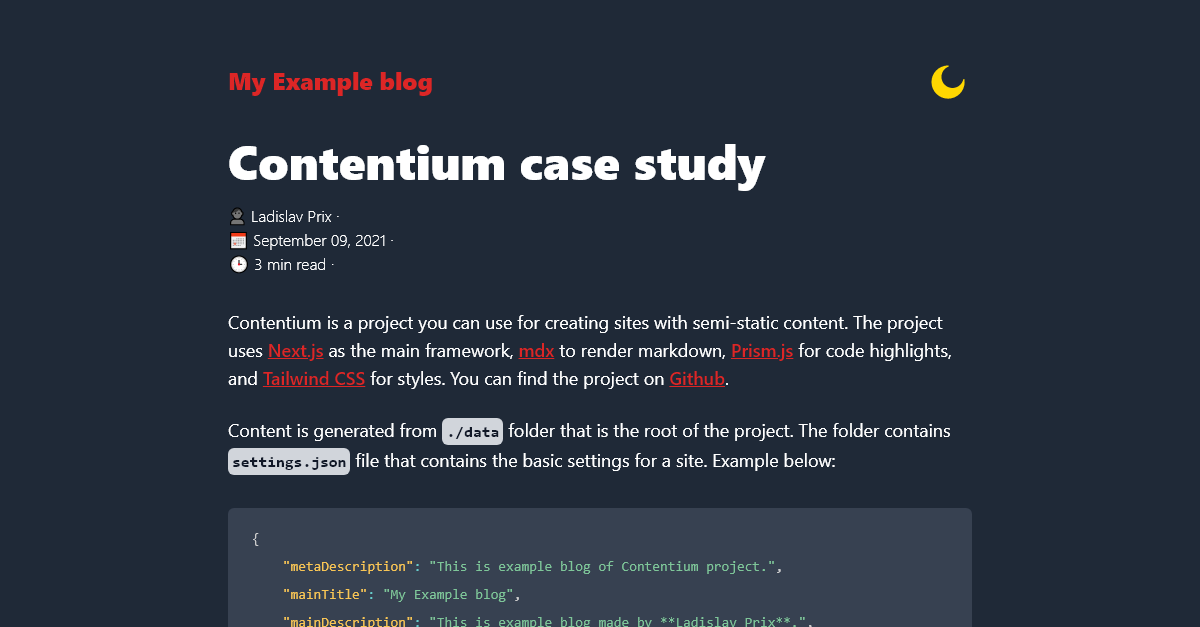 My Example blog
Contentium case study
Ladislav Prix ·
September 09, 2021 ·
3 min read ·
Contentium is a project you can use for creating sites with semi-static content. The project
uses Next.js as the main framework, mdx to render markdown, Prism.js for code highlights,
and Tailwind CSS for styles. You can find the project on Github.
Content is generated from ./data folder that is the root of the project. The folder contains
settings.json file that contains the basic settings for a site. Example below:
{
"metaDescription": "This is example blog of Contentium project.",
"mainTitle": "My Example blog",
"mainDescription": "This is example blog made by **Ladislav Prix**.",